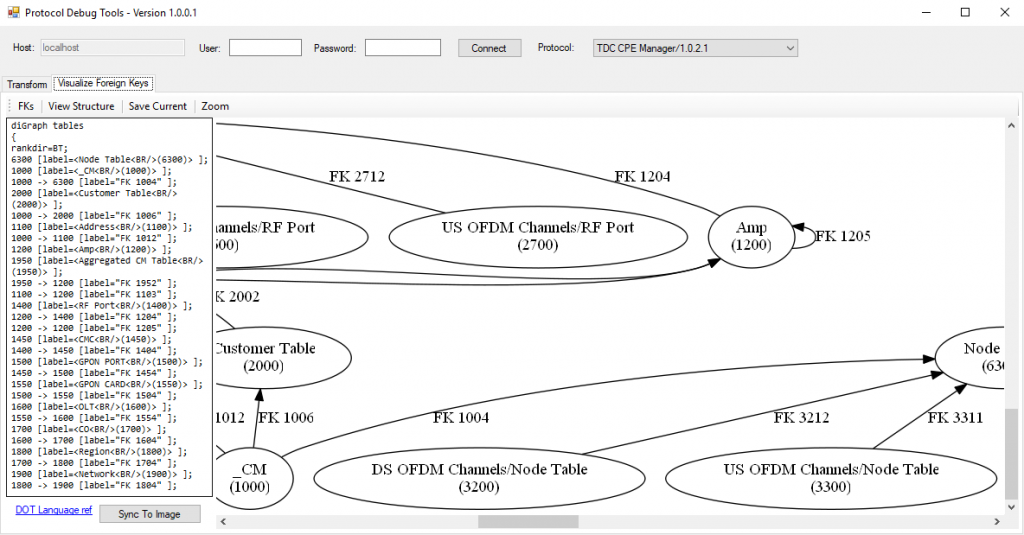 Protocol Debug Tools - Version 1.0.0.1
Host: localhost User: Password: Connect Protocol: TDC CPE Manager/1.0.2.1
Transform Visualize Foreign Keys
FKs View Structure Save Current Zoom
diGraph tables
{
rankdir=BT;
6300 [label=<Node Table<BR/>(6300)> ];
1000 [label=<_CM<BR/>(1000)> ];
1000 -> 6300 [label="FK 1004" ];
2000 [label=<Customer Table<BR/>
(2000)> ];
1000 -> 2000 [label="FK 1006" ];
1100 [label=<Address<BR/>(1100)> ];
1000 -> 1100 [label="FK 1012" ];
1200 [label=<Amp<BR/>(1200)> ];
1950 [label=<Aggregated CM Table<BR/>
(1950)> ];
1950 -> 1200 [label="FK 1952" ];
1100 -> 1200 [label="FK 1103" ];
1400 [label=<RF Port<BR/>(1400)> ];
1200 -> 1400 [label="FK 1204" ];
1200 -> 1200 [label="FK 1205" ];
1450 [label=<CMC<BR/>(1450)> ];
1400 -> 1450 [label="FK 1404" ];
1500 [label=<GPON PORT<BR/>(1500)> ];
1450 -> 1500 [label="FK 1454" ];
1550 [label=<GPON CARD<BR/>(1550)> ];
1500 -> 1550 [label="FK 1504" ];
1600 [label=<OLT<BR/>(1600)> ];
1550 -> 1600 [label="FK 1554" ];
1700 [label=<CO<BR/>(1700)> ];
1600 -> 1700 [label="FK 1604" ];
1800 [label=<Region<BR/>(1800)> ];
1700 -> 1800 [label="FK 1704" ];
1900 [label=<Network<BR/>(1900)> ];
1800 -> 1900 [label="FK 1804" ];
DOT Language ref Sync To Image
FK 2712 FK 1204
annels/RF Port
600)
US OFDM Channels/RF Port
(2700)
Amp
(1200)
FK 1205
K 2002
Customer Table
(2000)
Node
(630
1012 FK 1006 FK 1004 FK 3212 FK 3311
_CM
(1000)
DS OFDM Channels/Node Table
(3200)
US OFDM Channels/Node Table
(3300)